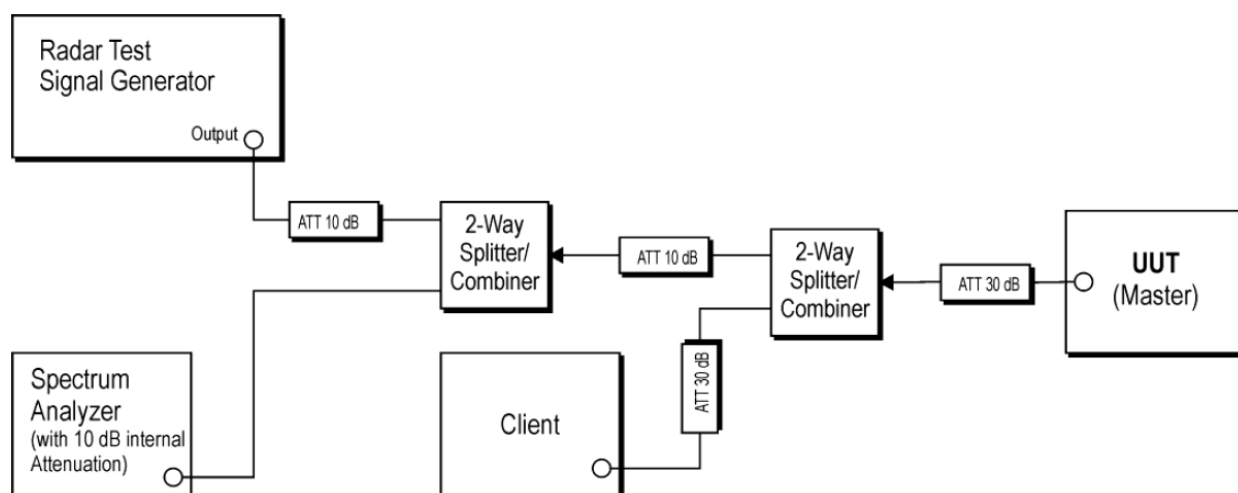 Radar Test
Signal Generator
Output
ATT 10 dB
2-Way
Splitter/
Combiner
ATT 10 dB
2-Way
Splitter/
Combiner
ATT 30 dB
UUT
(Master)
ATT 30 dB
Spectrum
Analyzer
(with 10 dB internal
Attenuation)
Client